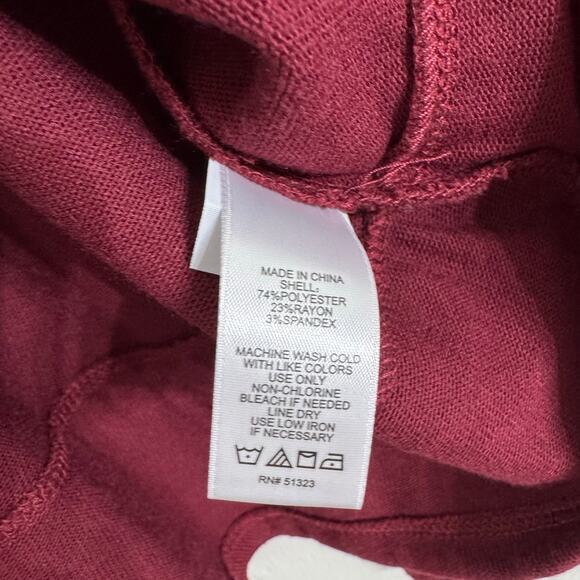 MADE IN CHINA
SHELL:
74%POLYESTER
23%RAYON
3%SPANDEX
MACHINE WASH COLD
WITH LIKE COLORS
USE ONLY
NON-CHLORINE
BLEACH IF NEEDED
LINE DRY
USE LOW IRON
IF NECESSARY
RN# 51323